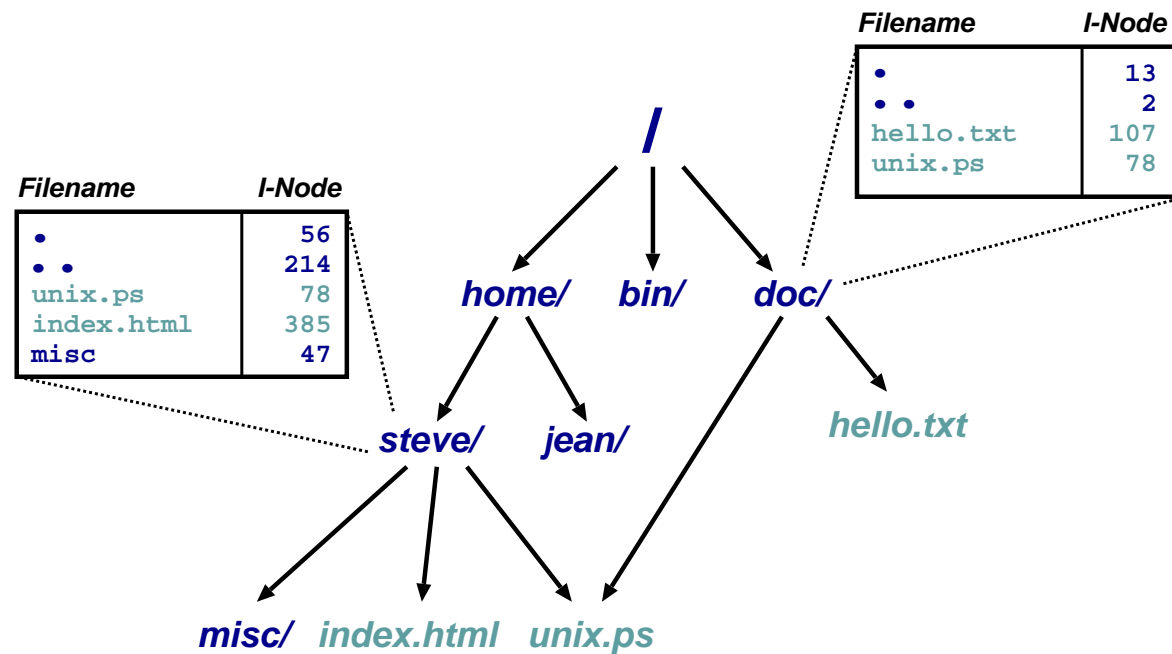 Filename I-Node
. 13
.. 2
hello.txt 107
unix.ps 78
/
Filename I-Node
. 56
.. 214
unix.ps 78
index.html 385
misc 47
home/ bin/ doc/
steve/ jean/ hello.txt
misc/ index.html unix.ps